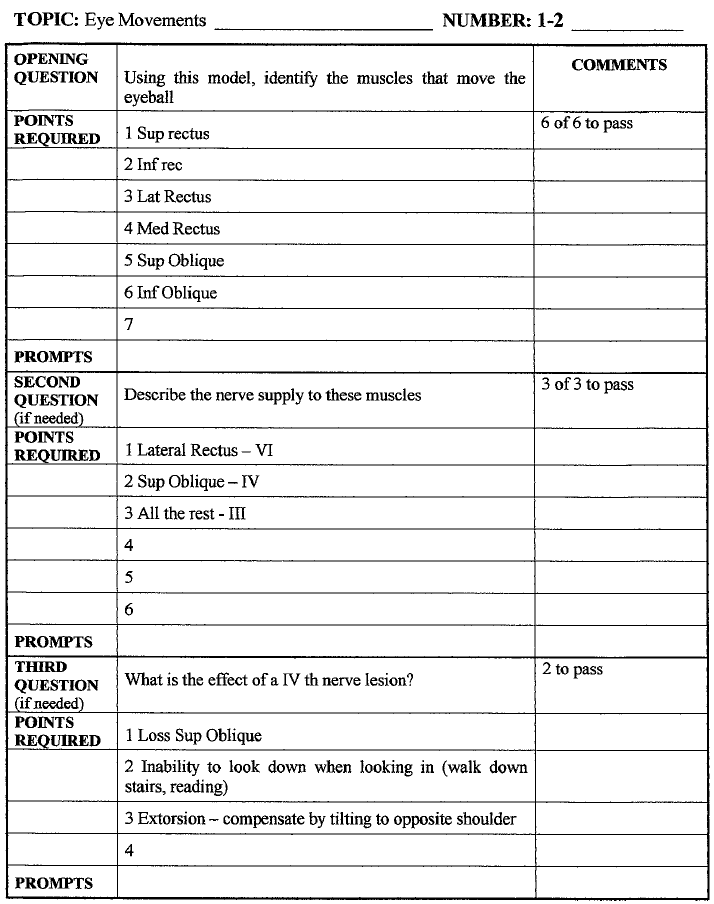 TOPIC: Eye Movements NUMBER: 1-2
OPENING QUESTION
Using this model, identify the muscles that move the
eyeball
COMMENTS
POINTS REQUIRED
1 Sup rectus
6 of 6 to pass
2 Inf rec
3 Lat Rectus
4 Med Rectus
5 Sup Oblique
6 Inf Oblique
7
PROMPTS
SECOND QUESTION (if needed)
Describe the nerve supply to these muscles
3 of 3 to pass
POINTS REQUIRED
1 Lateral Rectus – VI
2 Sup Oblique – IV
3 All the rest - III
4
5
6
PROMPTS
THIRD QUESTION (if needed)
What is the effect of a IV th nerve lesion?
2 to pass
POINTS REQUIRED
1 Loss Sup Oblique
2 Inability to look down when looking in (walk down
stairs, reading)
3 Extorsion – compensate by tilting to opposite shoulder
4
PROMPTS